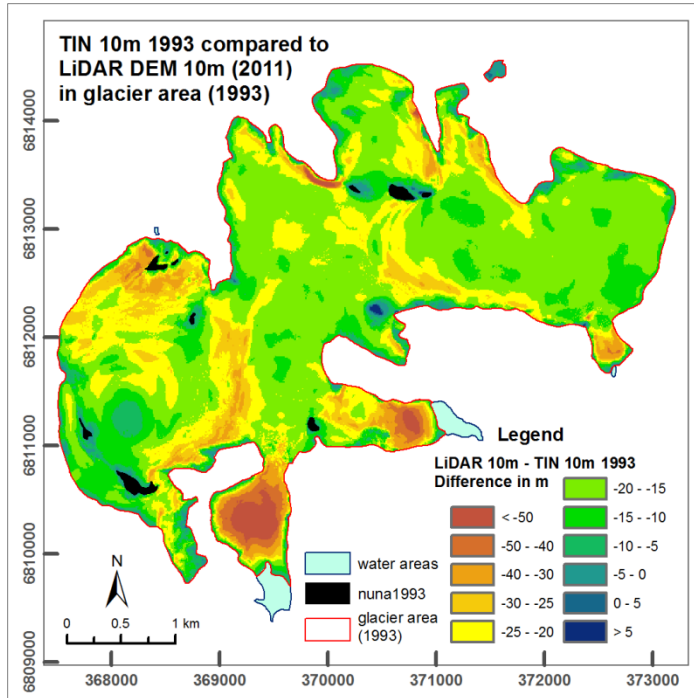 TIN 10m 1993 compared to
LiDAR DEM 10m (2011)
in glacier area (1993)
6814000
6813000
6812000
6811000
6810000
6809000
Legend
LiDAR 10m - TIN 10m 1993
Difference in m
< -50
-50 - -40
-40 - -30
-30 - -25
-25 - -20
-20 - -15
-15 - -10
-10 - -5
-5 - 0
0 - 5
> 5
water areas
nuna1993
glacier area
(1993)
N
0 0.5 1 km
368000 369000 370000 371000 372000 373000